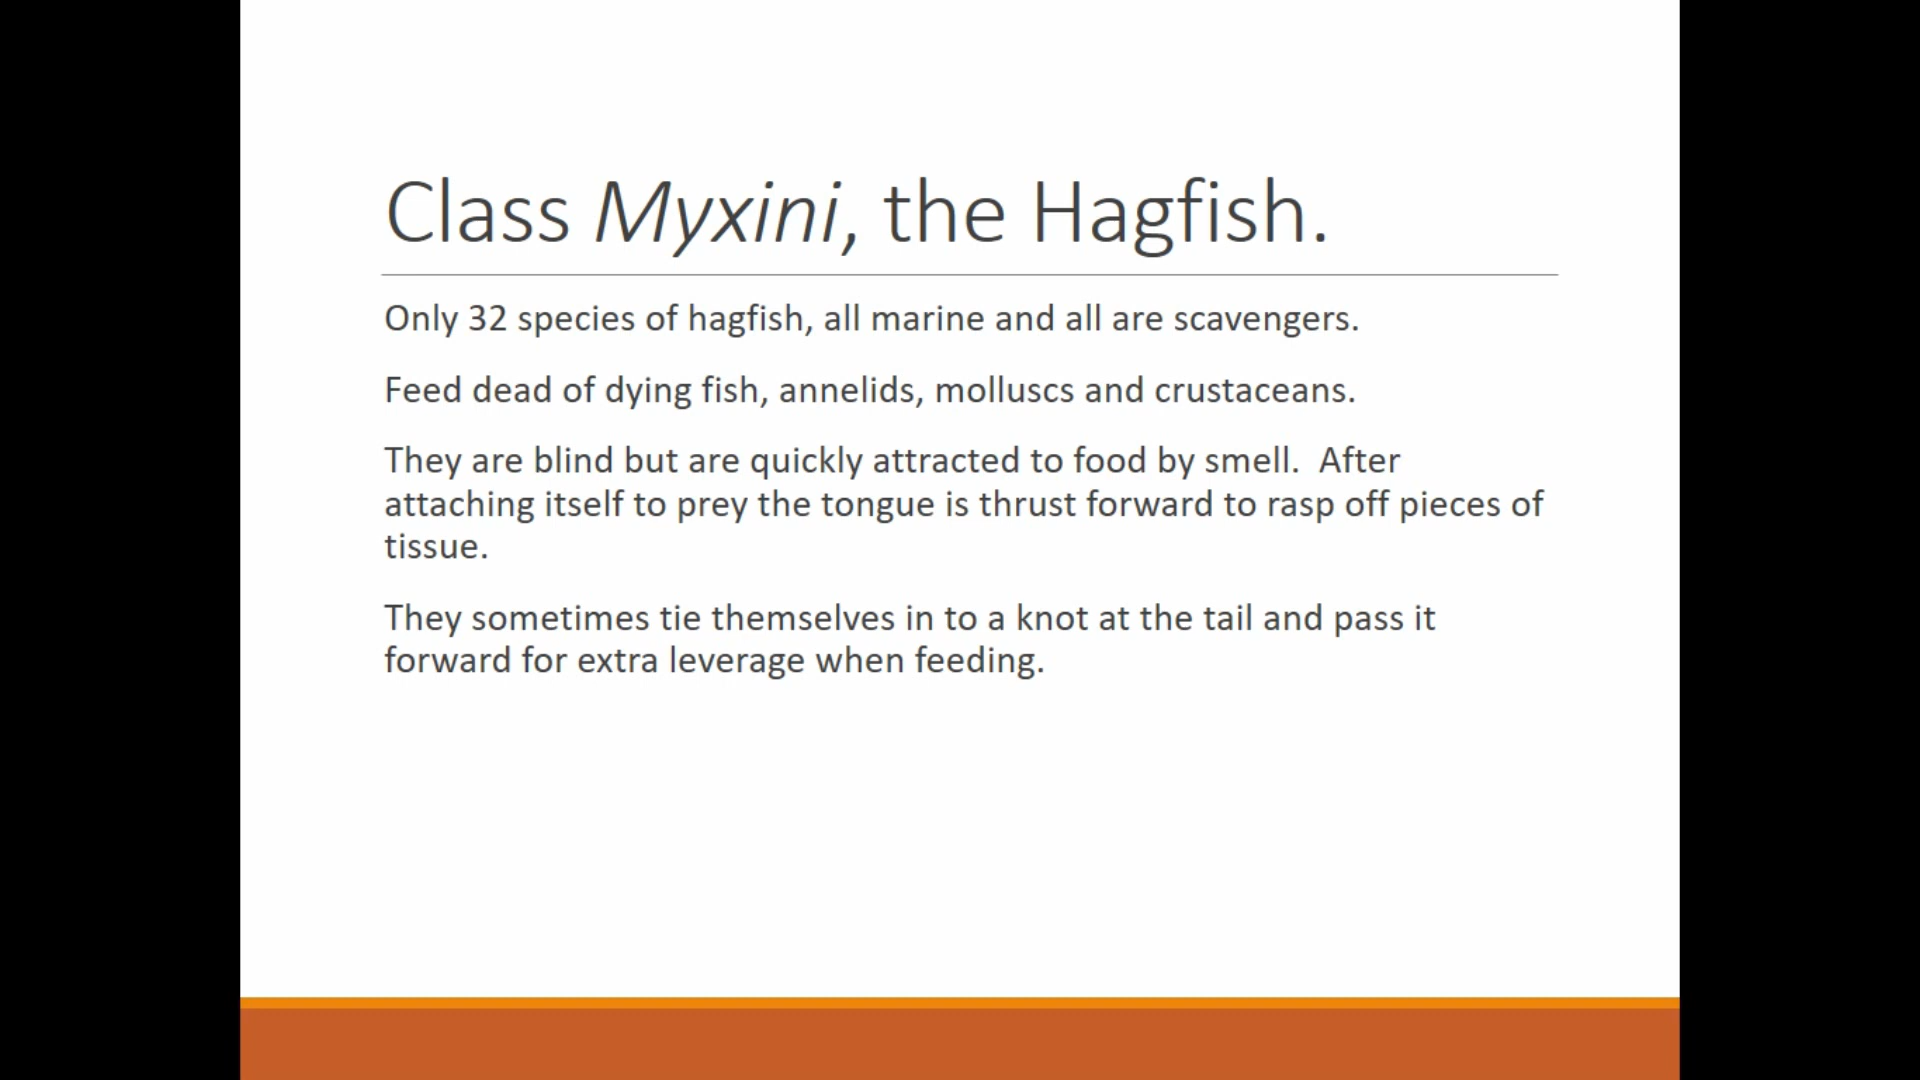 Class Myxini, the Hagfish.
Only 32 species of hagfish, all marine and all are scavengers.
Feed dead of dying fish, annelids, molluscs and crustaceans.
They are blind but are quickly attracted to food by smell.  After
attaching itself to prey the tongue is thrust forward to rasp off pieces of
tissue.
They sometimes tie themselves in to a knot at the tail and pass it
forward for extra leverage when feeding.